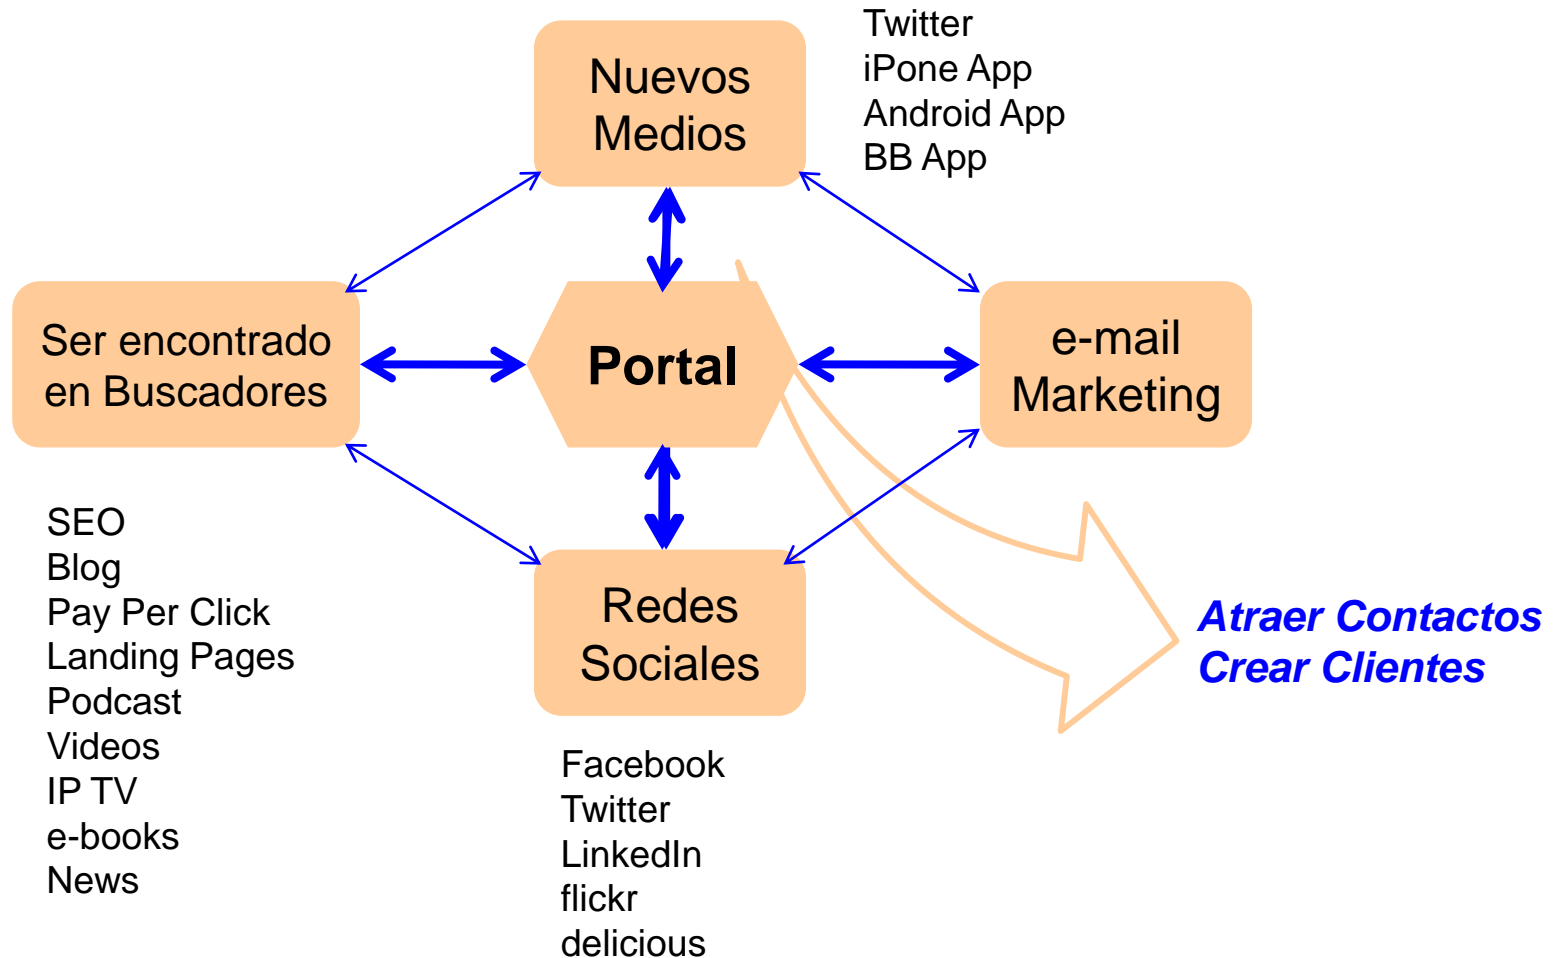 Nuevos
Medios
Twitter
iPone App
Android App
BB App
Ser encontrado
en Buscadores
Portal
e-mail
Marketing
SEO
Blog
Pay Per Click
Landing Pages
Podcast
Videos
IP TV
e-books
News
Redes
Sociales
Facebook
Twitter
LinkedIn
flickr
delicious
Atraer Contactos
Crear Clientes